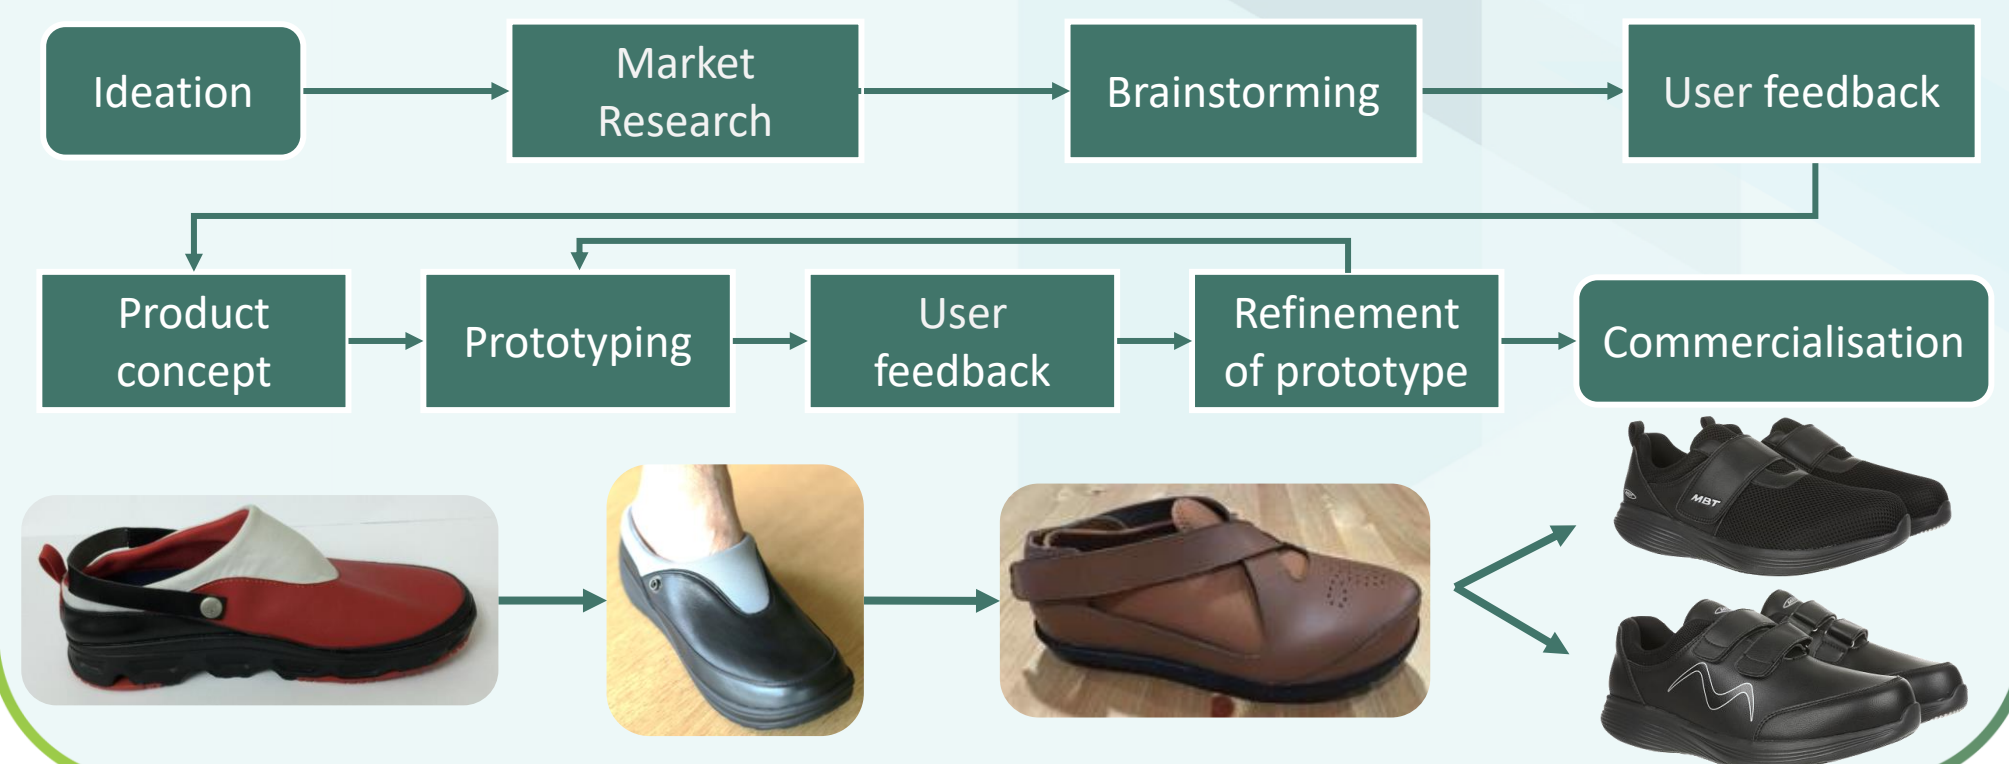 Ideation
Market
Research
Brainstorming
User feedback
Product
concept
Prototyping
User
feedback
Refinement
of prototype
Commercialisation
MBT